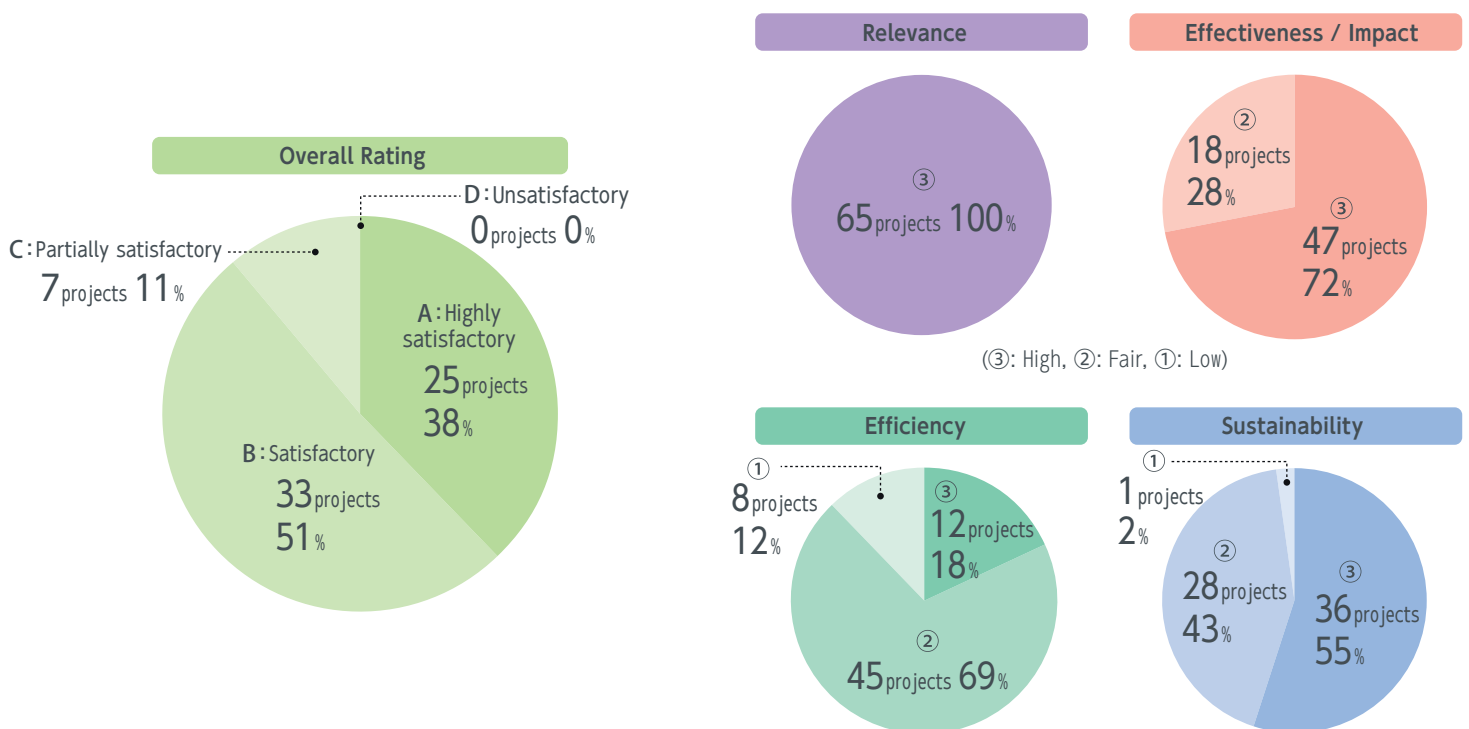 Overall Rating
D:Unsatisfactory
0projects 0%
C:Partially satisfactory
7projects 11%
A:Highly
satisfactory
25projects
38%
B:Satisfactory
33projects
51%
Relevance
③
65projects 100%
Effectiveness / Impact
②
18projects
28%
③
47projects
72%
(③: High, ②: Fair, ①: Low)
Efficiency
①
8projects
12%
③
12projects
18%
②
45projects 69%
Sustainability
①
1projects
2%
②
28projects
43%
③
36projects
55%